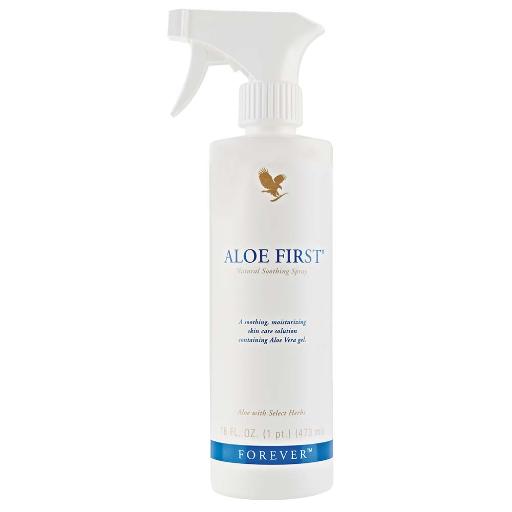 ALOE FIRST®
Natural Soothing Spray
A soothing, moisturizing
skin care solution
containing Aloe Vera gel.
Aloe with Select Herbs
16 FL. OZ. (1 pt.) (473 ml)
FOREVER™